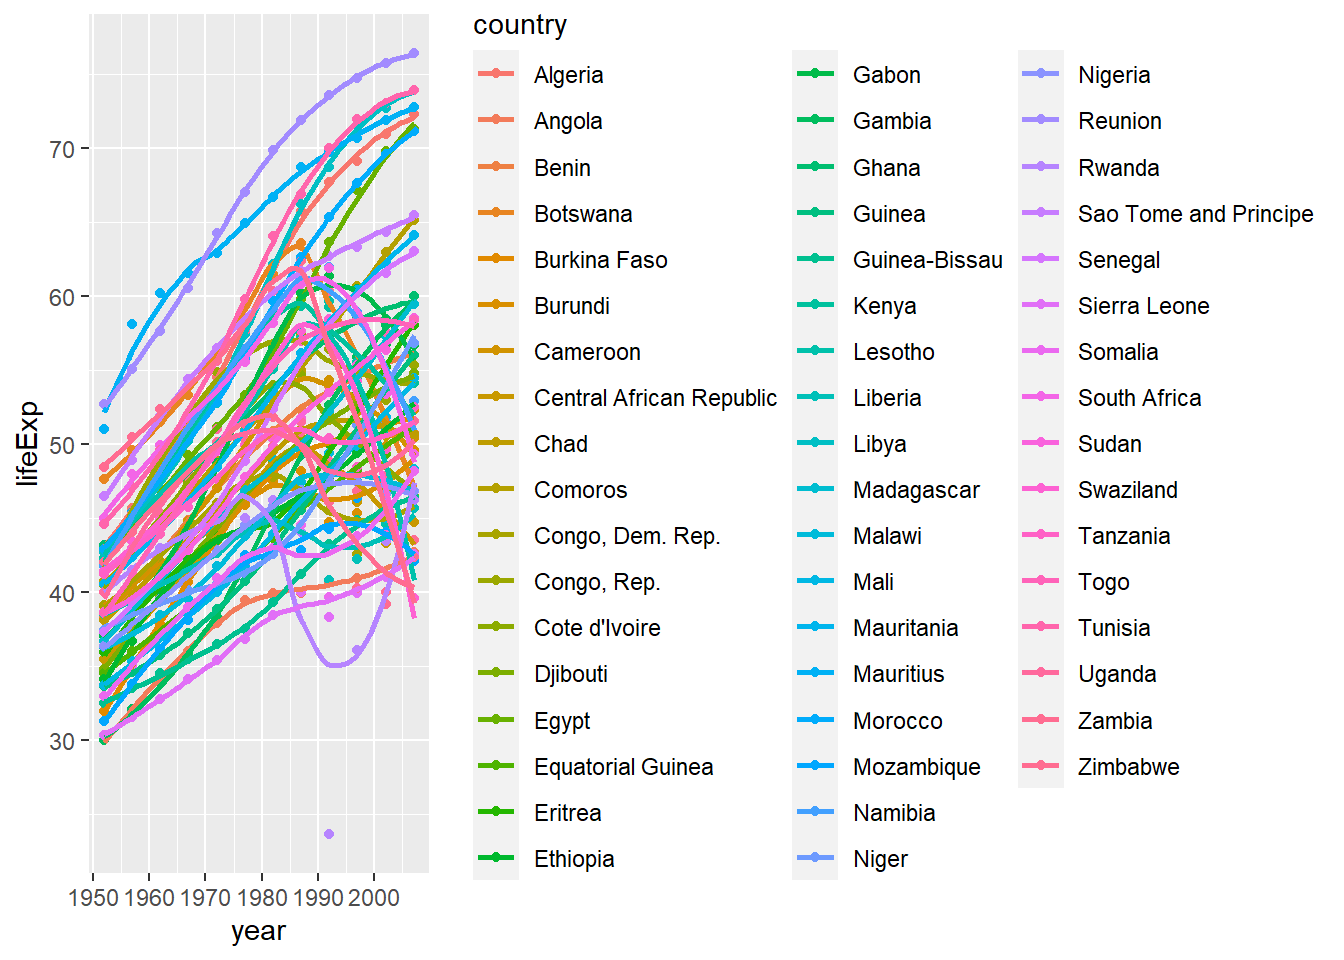 country
Algeria
Angola
Benin
Botswana
Burkina Faso
Burundi
Cameroon
Central African Republic
Chad
Comoros
Congo, Dem. Rep.
Congo, Rep.
Cote d'Ivoire
Djibouti
Egypt
Equatorial Guinea
Eritrea
Ethiopia
Gabon
Gambia
Ghana
Guinea
Guinea-Bissau
Kenya
Lesotho
Liberia
Libya
Madagascar
Malawi
Mali
Mauritania
Mauritius
Morocco
Mozambique
Namibia
Niger
Nigeria
Reunion
Rwanda
Sao Tome and Principe
Senegal
Sierra Leone
Somalia
South Africa
Sudan
Swaziland
Tanzania
Togo
Tunisia
Uganda
Zambia
Zimbabwe
lifeExp
70
60
50
40
30
1950 1960 1970 1980 1990 2000
year